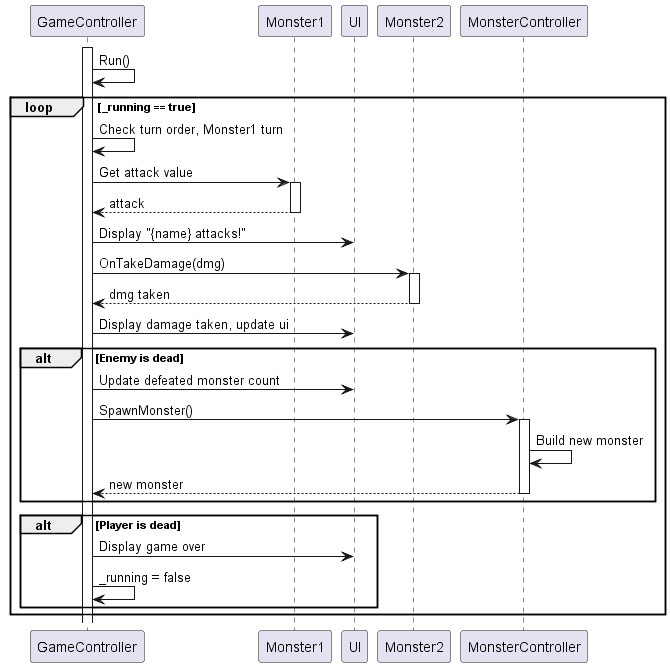 GameController Monster1 UI Monster2 MonsterController
Run()
loop [_running == true]
Check turn order, Monster1 turn
Get attack value
attack
Display "{name} attacks!"
OnTakeDamage(dmg)
dmg taken
Display damage taken, update ui
alt [Enemy is dead]
Update defeated monster count
SpawnMonster()
Build new monster
new monster
alt [Player is dead]
Display game over
_running = false
GameController Monster1 UI Monster2 MonsterController